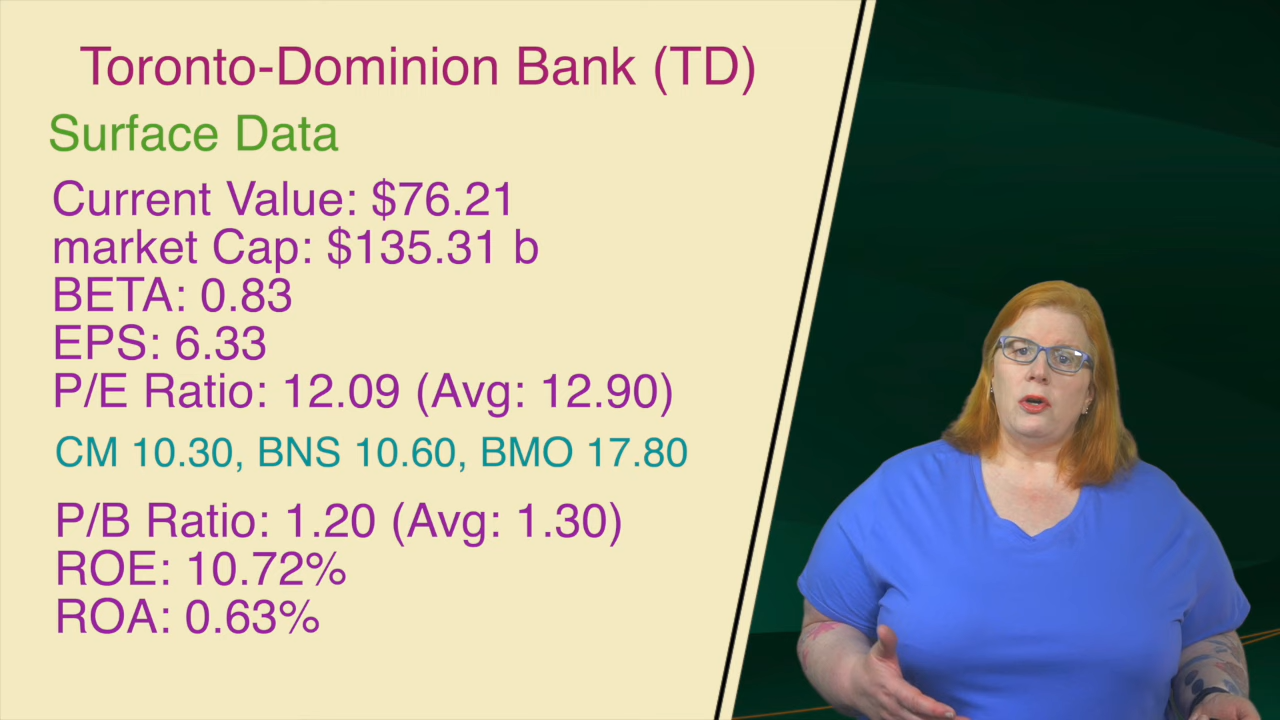 Toronto-Dominion Bank (TD)
Surface Data
Current Value: $76.21
market Cap: $135.31 b
BETA: 0.83
EPS: 6.33
P/E Ratio: 12.09 (Avg: 12.90)
CM 10.30, BNS 10.60, BMO 17.80
P/B Ratio: 1.20 (Avg: 1.30)
ROE: 10.72%
ROA: 0.63%